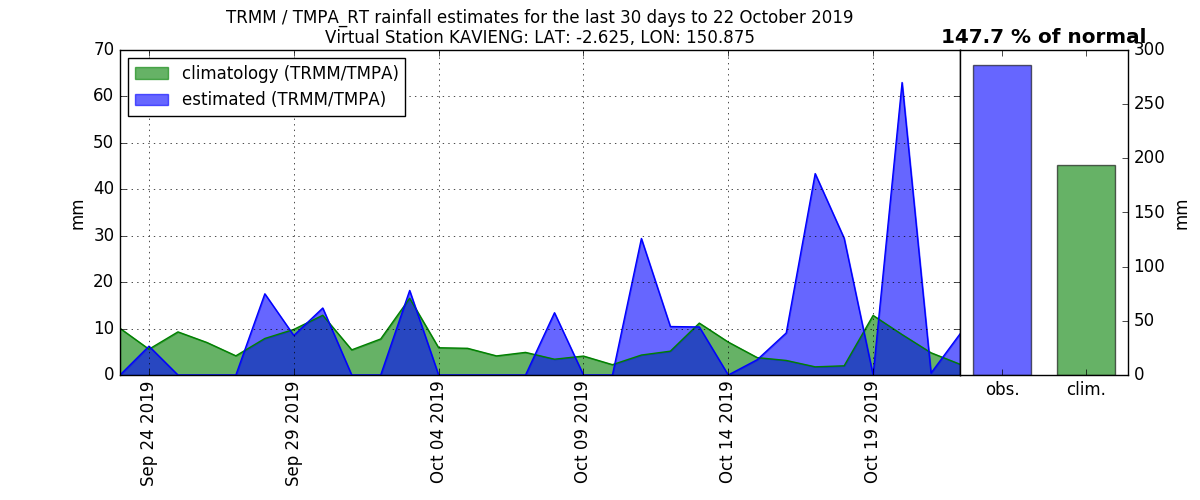 TRMM / TMPA_RT rainfall estimates for the last 30 days to 22 October 2019
Virtual Station KAVIENG: LAT: -2.625, LON: 150.875
147.7 % of normal
climatology (TRMM/TMPA)
estimated (TRMM/TMPA)
70
60
50
40
30
20
10
0
mm
Sep 24 2019
Sep 29 2019
Oct 04 2019
Oct 09 2019
Oct 14 2019
Oct 19 2019
obs.
clim.
300
250
200
150
100
50
0
mm